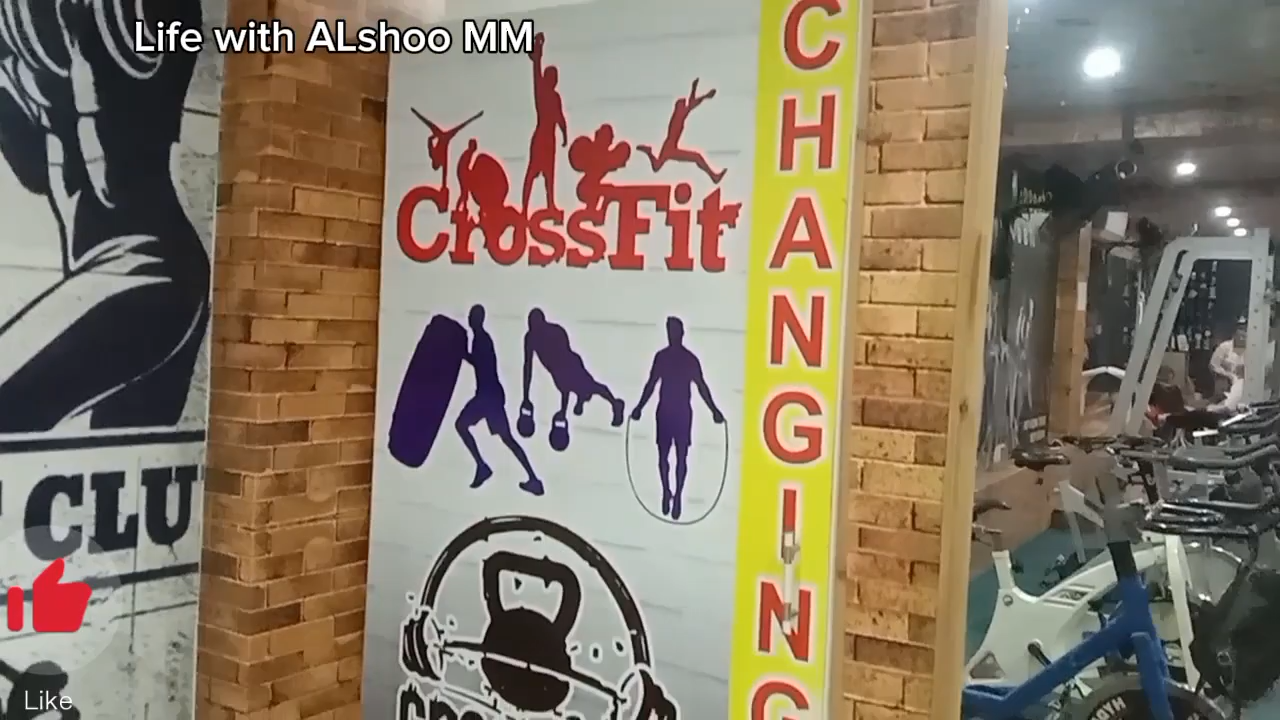 Life with ALshoo MM
CrossFit
CHANGING
CLU
Like